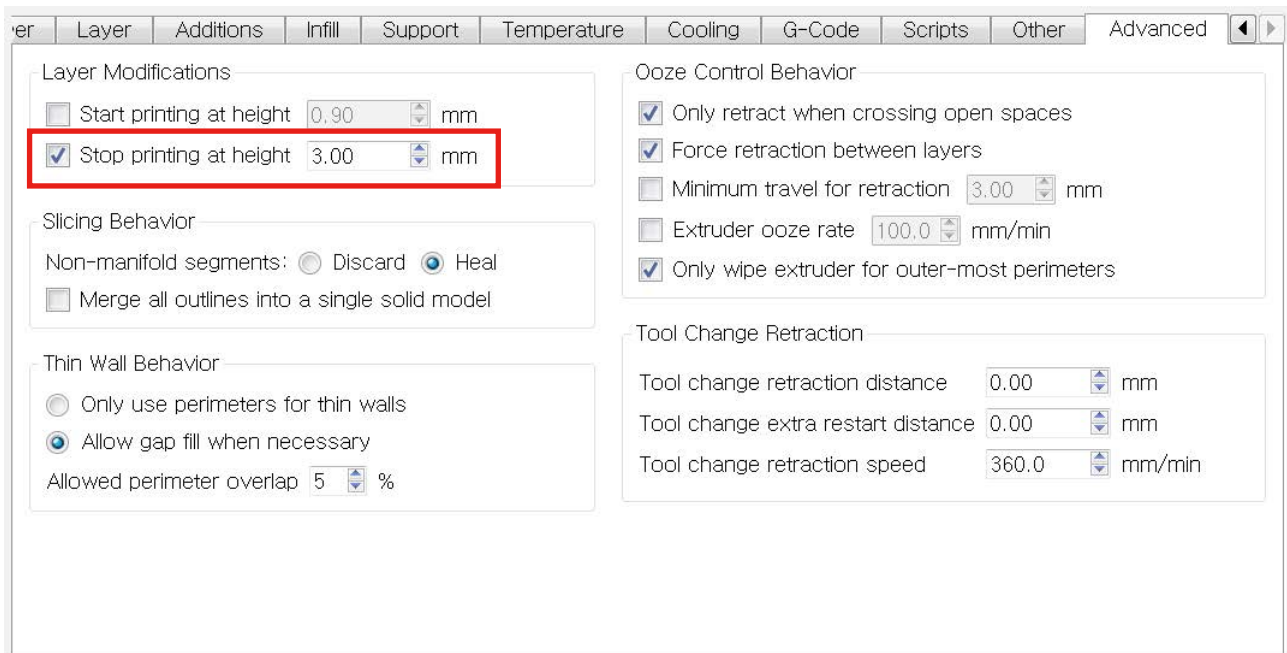 er Layer Additions Infill Support Temperature Cooling G-Code Scripts Other Advanced
Layer Modifications
Start printing at height 0.90 mm
Stop printing at height 3.00 mm
Slicing Behavior
Non-manifold segments: Discard Heal
Merge all outlines into a single solid model
Thin Wall Behavior
Only use perimeters for thin walls
Allow gap fill when necessary
Allowed perimeter overlap 5 %
Ooze Control Behavior
Only retract when crossing open spaces
Force retraction between layers
Minimum travel for retraction 3.00 mm
Extruder ooze rate 100.0 mm/min
Only wipe extruder for outer-most perimeters
Tool Change Retraction
Tool change retraction distance 0.00 mm
Tool change extra restart distance 0.00 mm
Tool change retraction speed 360.0 mm/min